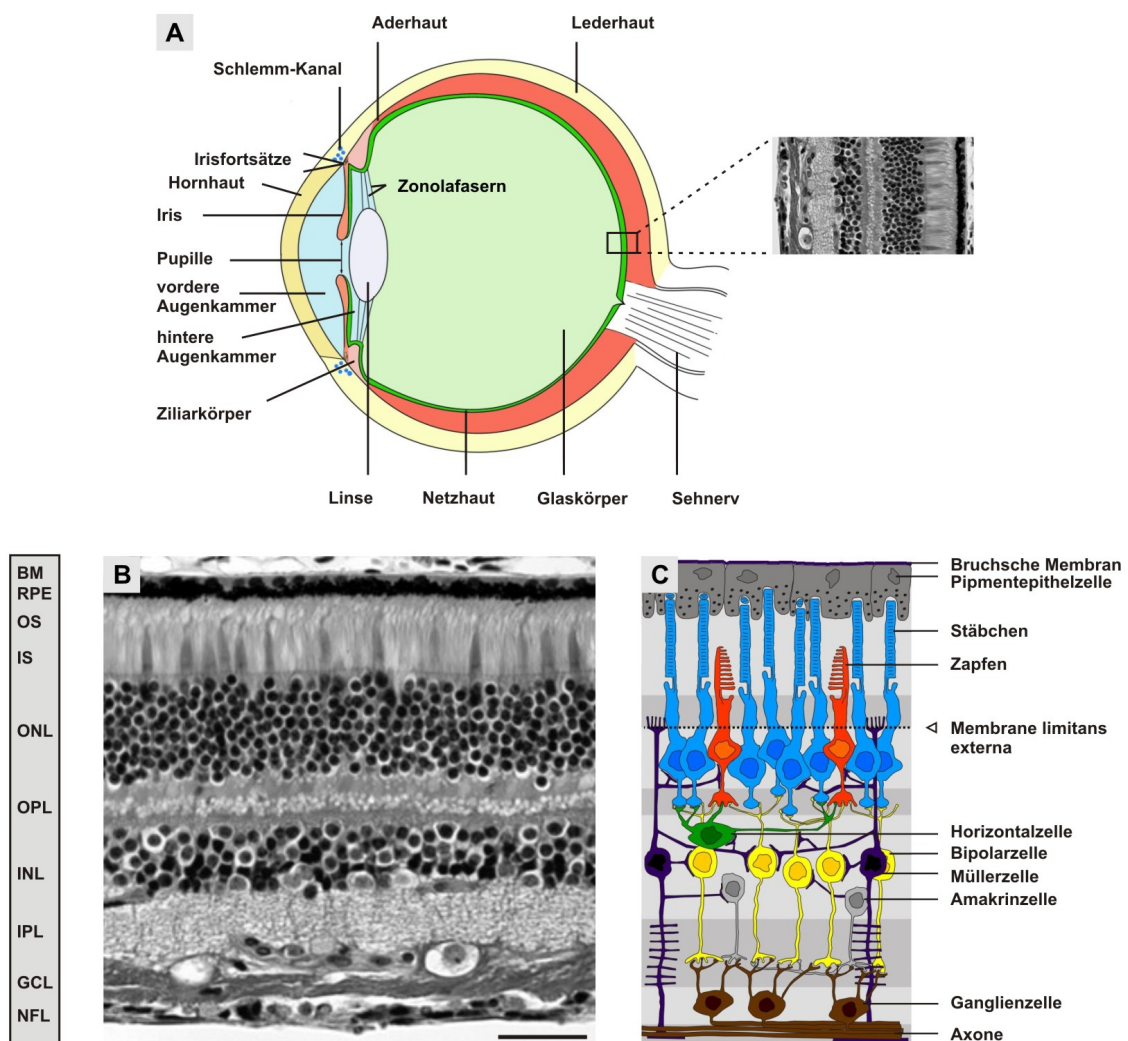 A
Aderhaut
Lederhaut
Schlemm-Kanal
Irisfortsätze
Hornhaut
Zonolafasern
Iris
Pupille
vordere
Augenkammer
hintere
Augenkammer
Ziliarkörper
Linse
Netzhaut
Glaskörper
Sehnerv
BM
RPE
OS
IS
ONL
OPL
INL
IPL
GCL
NFL
B
C
Bruchsche Membran
Pipmentepithelzelle
Stäbchen
Zapfen
Membrane limitans
externa
Horizontalzelle
Bipolarzelle
Müllerzelle
Amakrinzelle
Ganglienzelle
Axone